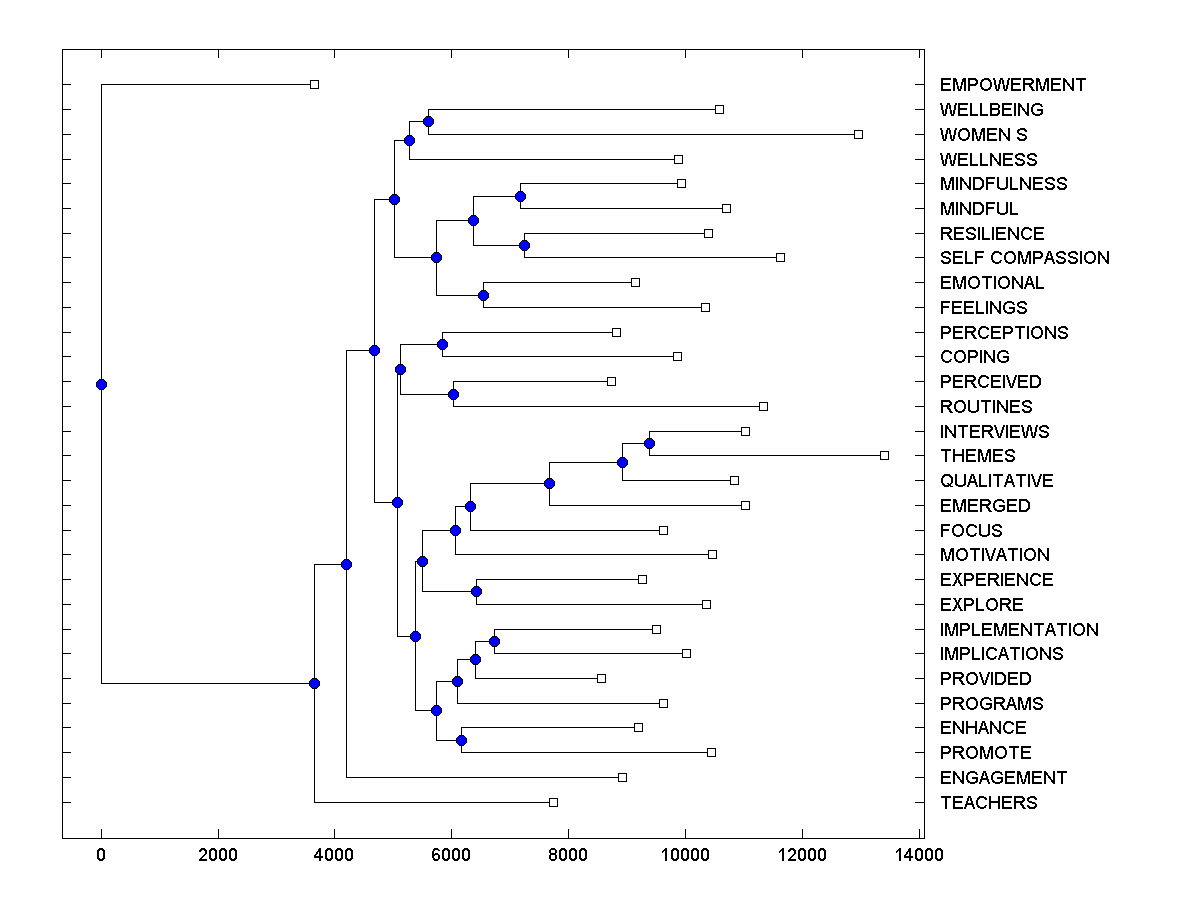 EMPOWERMENT
WELLBEING
WOMEN S
WELLNESS
MINDFULNESS
MINDFUL
RESILIENCE
SELF COMPASSION
EMOTIONAL
FEELINGS
PERCEPTIONS
COPING
PERCEIVED
ROUTINES
INTERVIEWS
THEMES
QUALITATIVE
EMERGED
FOCUS
MOTIVATION
EXPERIENCE
EXPLORE
IMPLEMENTATION
IMPLICATIONS
PROVIDED
PROGRAMS
ENHANCE
PROMOTE
ENGAGEMENT
TEACHERS
0 2000 4000 6000 8000 10000 12000 14000